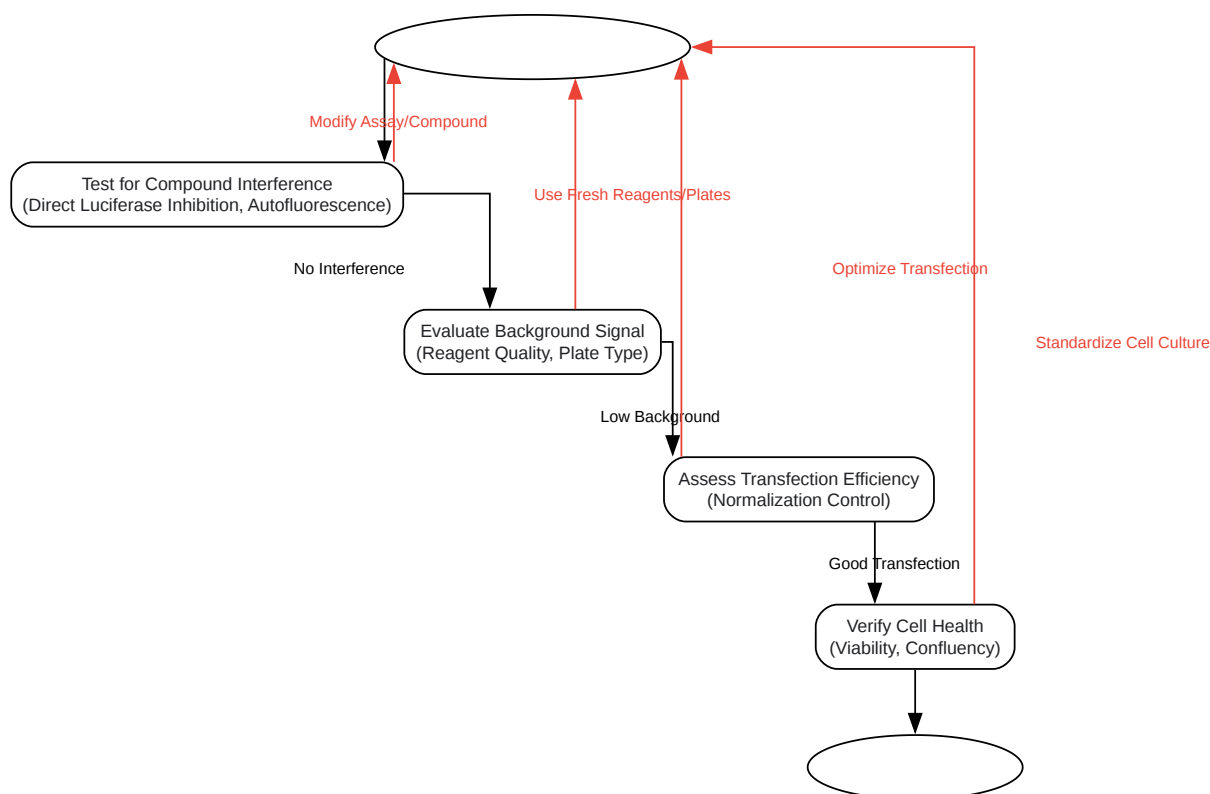 Modify Assay/Compound
Test for Compound Interference
(Direct Luciferase Inhibition, Autofluorescence)
Use Fresh Reagents/Plates
No Interference
Optimize Transfection
Evaluate Background Signal
(Reagent Quality, Plate Type)
Standardize Cell Culture
Low Background
Assess Transfection Efficiency
(Normalization Control)
Good Transfection
Verify Cell Health
(Viability, Confluency)